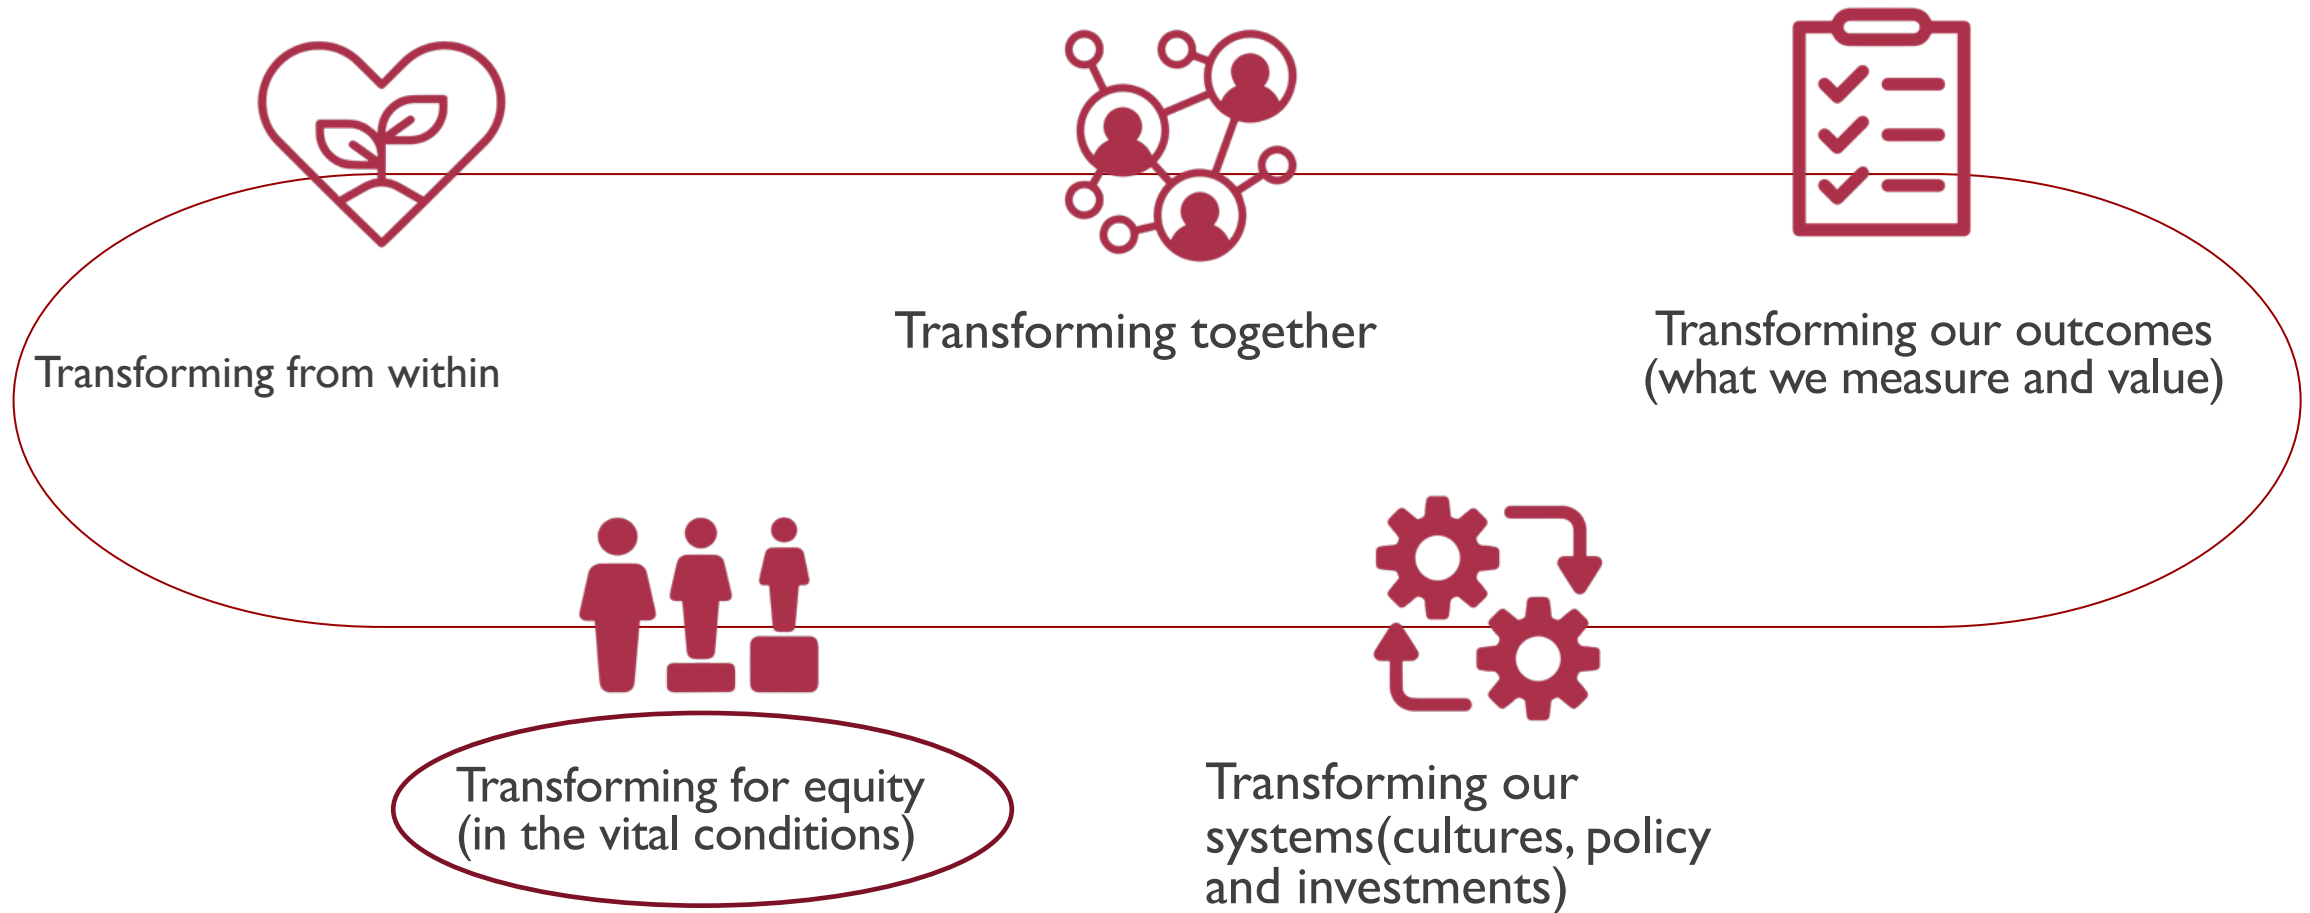 Transforming from within
Transforming together
Transforming our outcomes
(what we measure and value)
Transforming for equity
(in the vital conditions)
Transforming our
systems(cultures, policy
and investments)